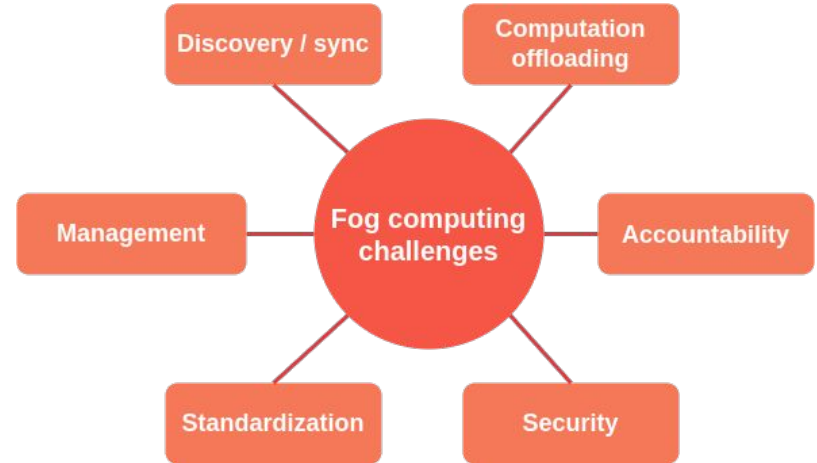 Discovery / sync
Computation
offloading
Fog computing
challenges
Management
Accountability
Standardization
Security